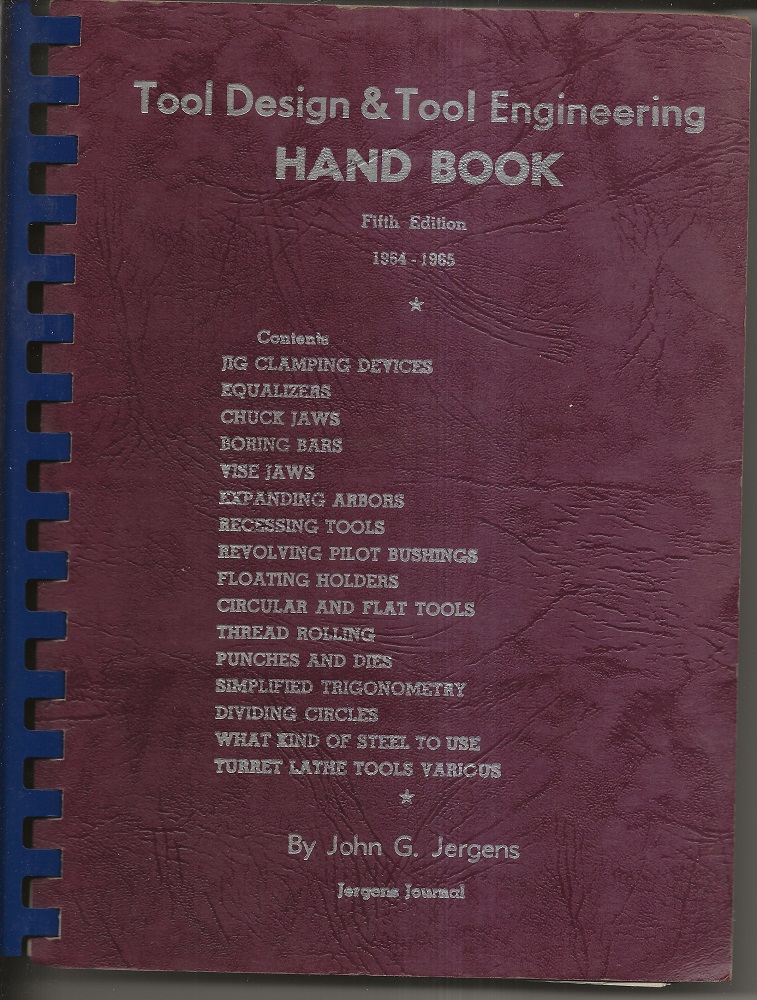 Tool Design & Tool Engineering
HAND BOOK
Fifth Edition
1964 - 1965
★
Contents
JIG CLAMPING DEVICES
EQUALIZERS
CHUCK JAWS
BORING BARS
VISE JAWS
EXPANDING ARBORS
RECESSING TOOLS
REVOLVING PILOT BUSHINGS
FLOATING HOLDERS
CIRCULAR AND FLAT TOOLS
THREAD ROLLING
PUNCHES AND DIES
SIMPLIFIED TRIGONOMETRY
DIVIDING CIRCLES
WHAT KIND OF STEEL TO USE
TURRET LATHE TOOLS VARIOUS
★
By John G. Jergens
Jergens Journal